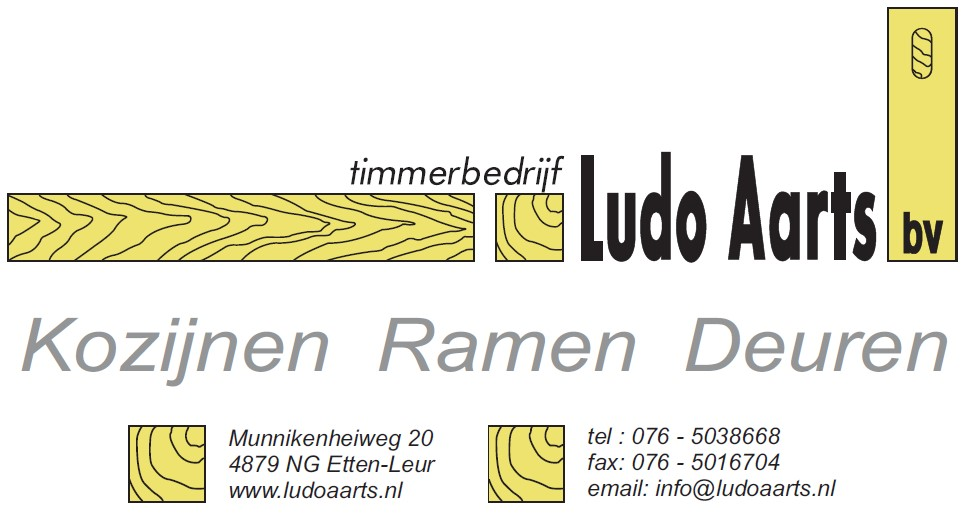 timmerbedrijf
Ludo Aarts bv
Kozijnen Ramen Deuren
Munnikenheiweg 20
4879 NG Etten-Leur
www.ludoaarts.nl
tel : 076 - 5038668
fax: 076 - 5016704
email: info@ludoaarts.nl